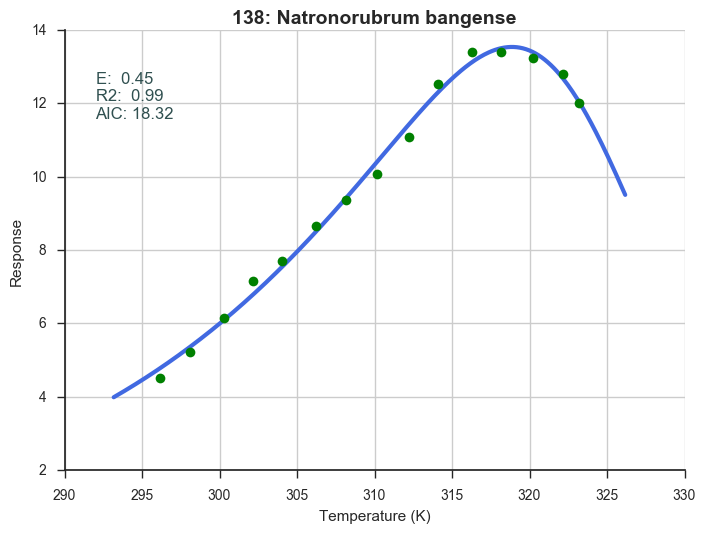 138: Natronorubrum bangense
E:  0.45
R2:  0.99
AIC: 18.32
Response
14
12
10
8
6
4
2
290 295 300 305 310 315 320 325 330
Temperature (K)